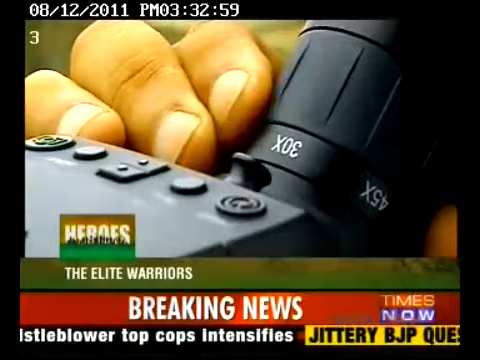 08/12/2011 PM03:32:59
3
30X
45X
HEROES
THE ELITE WARRIORS
BREAKING NEWS
TIMES
NOW
istleblower top cops intensifies JITTERY BJP QUES